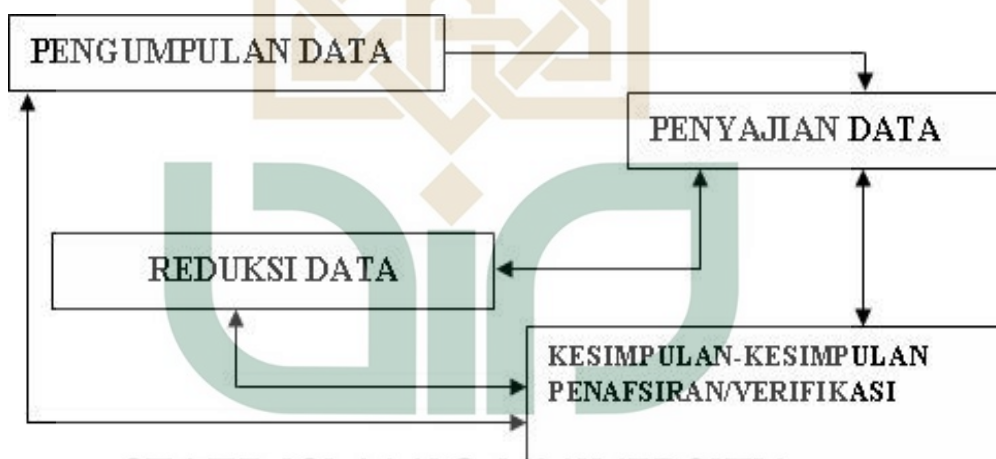 PENGUMPULAN DATA
PENYAJIAN DATA
REDUKSI DATA
KESIMPULAN-KESIMPULAN
PENAFSIRAN/VERIFIKASI